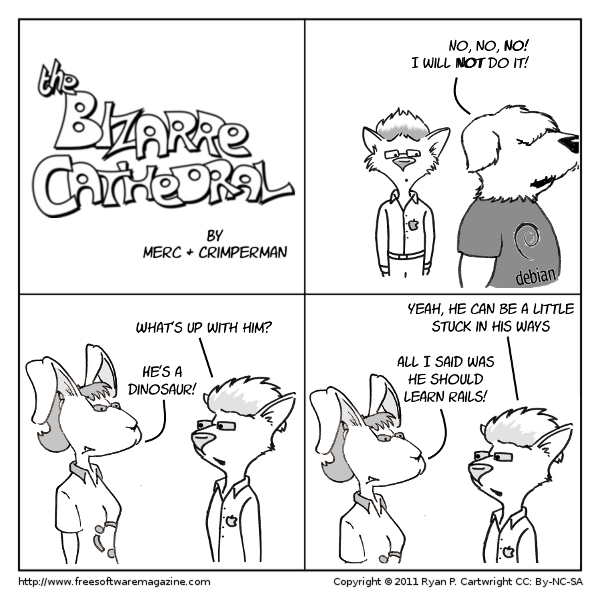 the
BIZARRE
CATHEDRAL
BY
MERC + CRIMPERMAN
NO, NO, NO!
I WILL NOT DO IT!
debian
WHAT'S UP WITH HIM?
HE'S A
DINOSAUR!
YEAH, HE CAN BE A LITTLE
STUCK IN HIS WAYS
ALL I SAID WAS
HE SHOULD
LEARN RAILS!
http://www.freesoftwaremagazine.com
Copyright © 2011 Ryan P. Cartwright CC: By-NC-SA